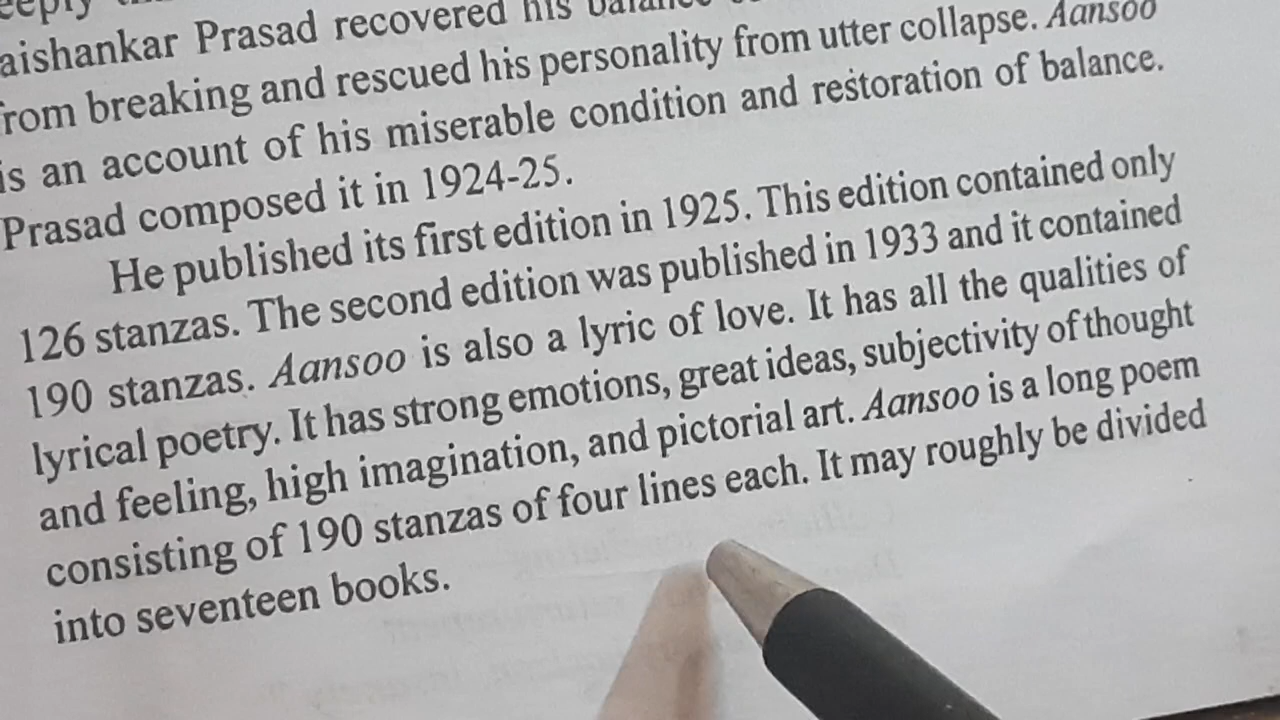 aishankar Prasad recovered his
from breaking and rescued his personality from utter collapse. Aansoo
is an account of his miserable condition and restoration of balance.
Prasad composed it in 1924-25.
He published its first edition in 1925. This edition contained only
126 stanzas. The second edition was published in 1933 and it contained
190 stanzas. Aansoo is also a lyric of love. It has all the qualities of
lyrical poetry. It has strong emotions, great ideas, subjectivity of thought
and feeling, high imagination, and pictorial art. Aansoo is a long poem
consisting of 190 stanzas of four lines each. It may roughly be divided
into seventeen books.